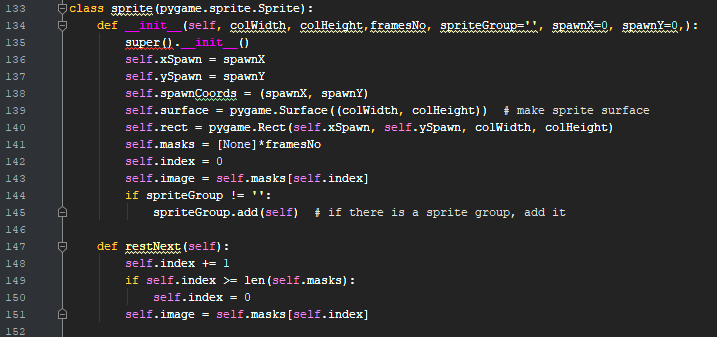 133 class sprite(pygame.sprite.Sprite):
134     def __init__(self, colWidth, colHeight,framesNo, spriteGroup='', spawnX=0, spawnY=0,):
135         super().__init__()
136         self.xSpawn = spawnX
137         self.ySpawn = spawnY
138         self.spawnCoords = (spawnX, spawnY)
139         self.surface = pygame.Surface((colWidth, colHeight))  # make sprite surface
140         self.rect = pygame.Rect(self.xSpawn, self.ySpawn, colWidth, colHeight)
141         self.masks = [None]*framesNo
142         self.index = 0
143         self.image = self.masks[self.index]
144         if spriteGroup != '':
145             spriteGroup.add(self)  # if there is a sprite group, add it
146
147     def restNext(self):
148         self.index += 1
149         if self.index >= len(self.masks):
150             self.index = 0
151         self.image = self.masks[self.index]
152